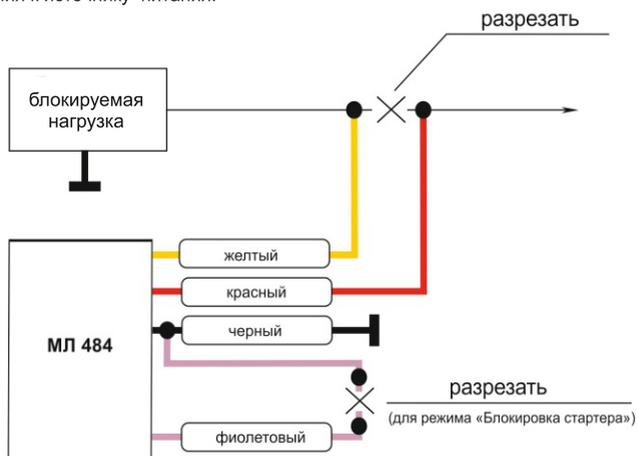 разрезать
блокируемая
нагрузка
желтый
красный
МЛ 484
черный
разрезать
(для режима «Блокировка стартера»)
фиолетовый